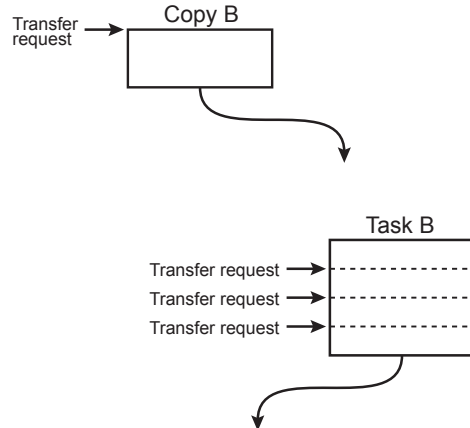 Copy B
Transfer
request
Task B
Transfer request
Transfer request
Transfer request